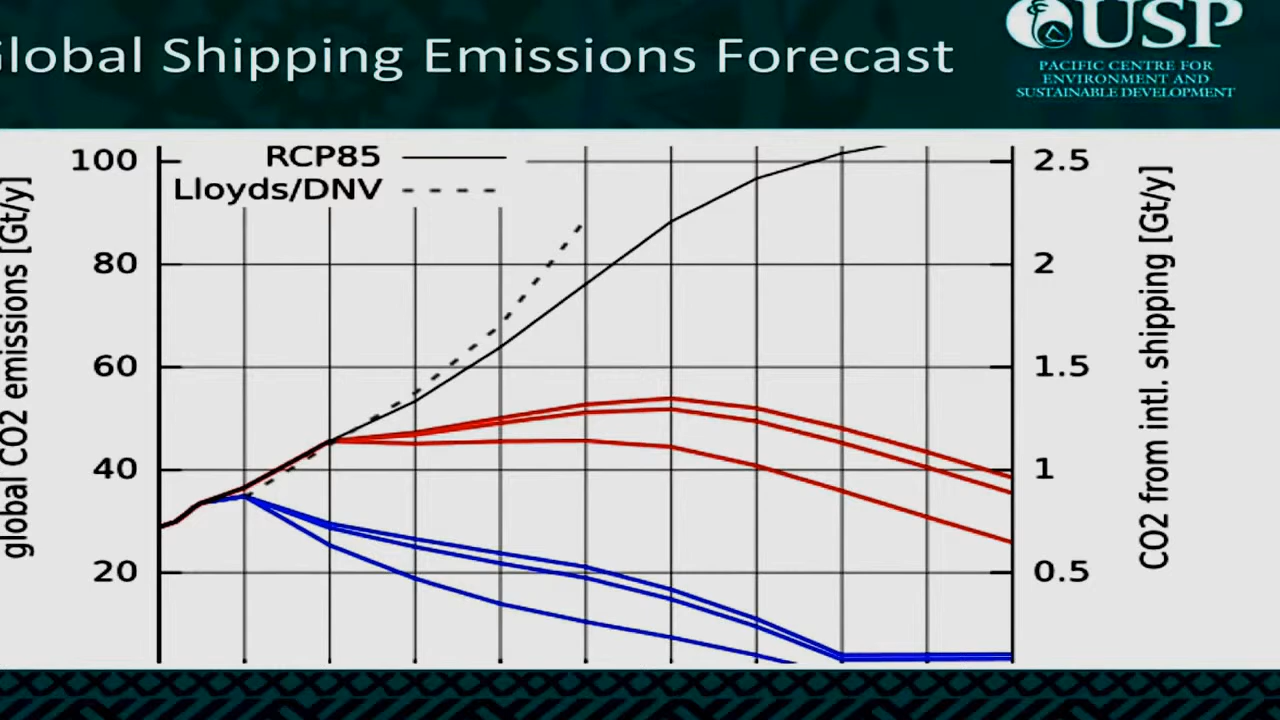 lobal Shipping Emissions Forecast
USP
PACIFIC CENTRE FOR
ENVIRONMENT AND
SUSTAINABLE DEVELOPMENT
RCP85
Lloyds/DNV
global CO2 emissions [Gt/y]
100
80
60
40
20
2.5
2
1.5
1
0.5
CO2 from intl. shipping [Gt/y]